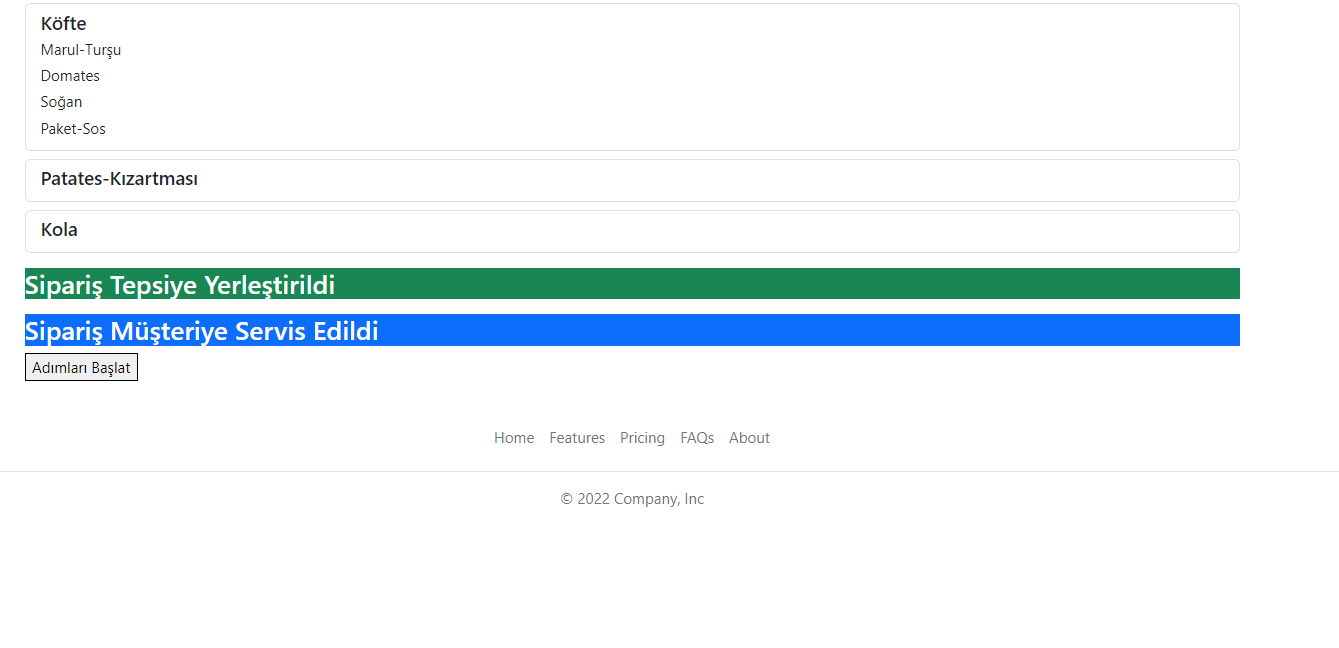 Köfte
Marul-Turşu
Domates
Soğan
Paket-Sos
Patates-Kızartması
Kola
Sipariş Tepsiye Yerleştirildi
Sipariş Müşteriye Servis Edildi
Adımları Başlat
Home Features Pricing FAQs About
© 2022 Company, Inc